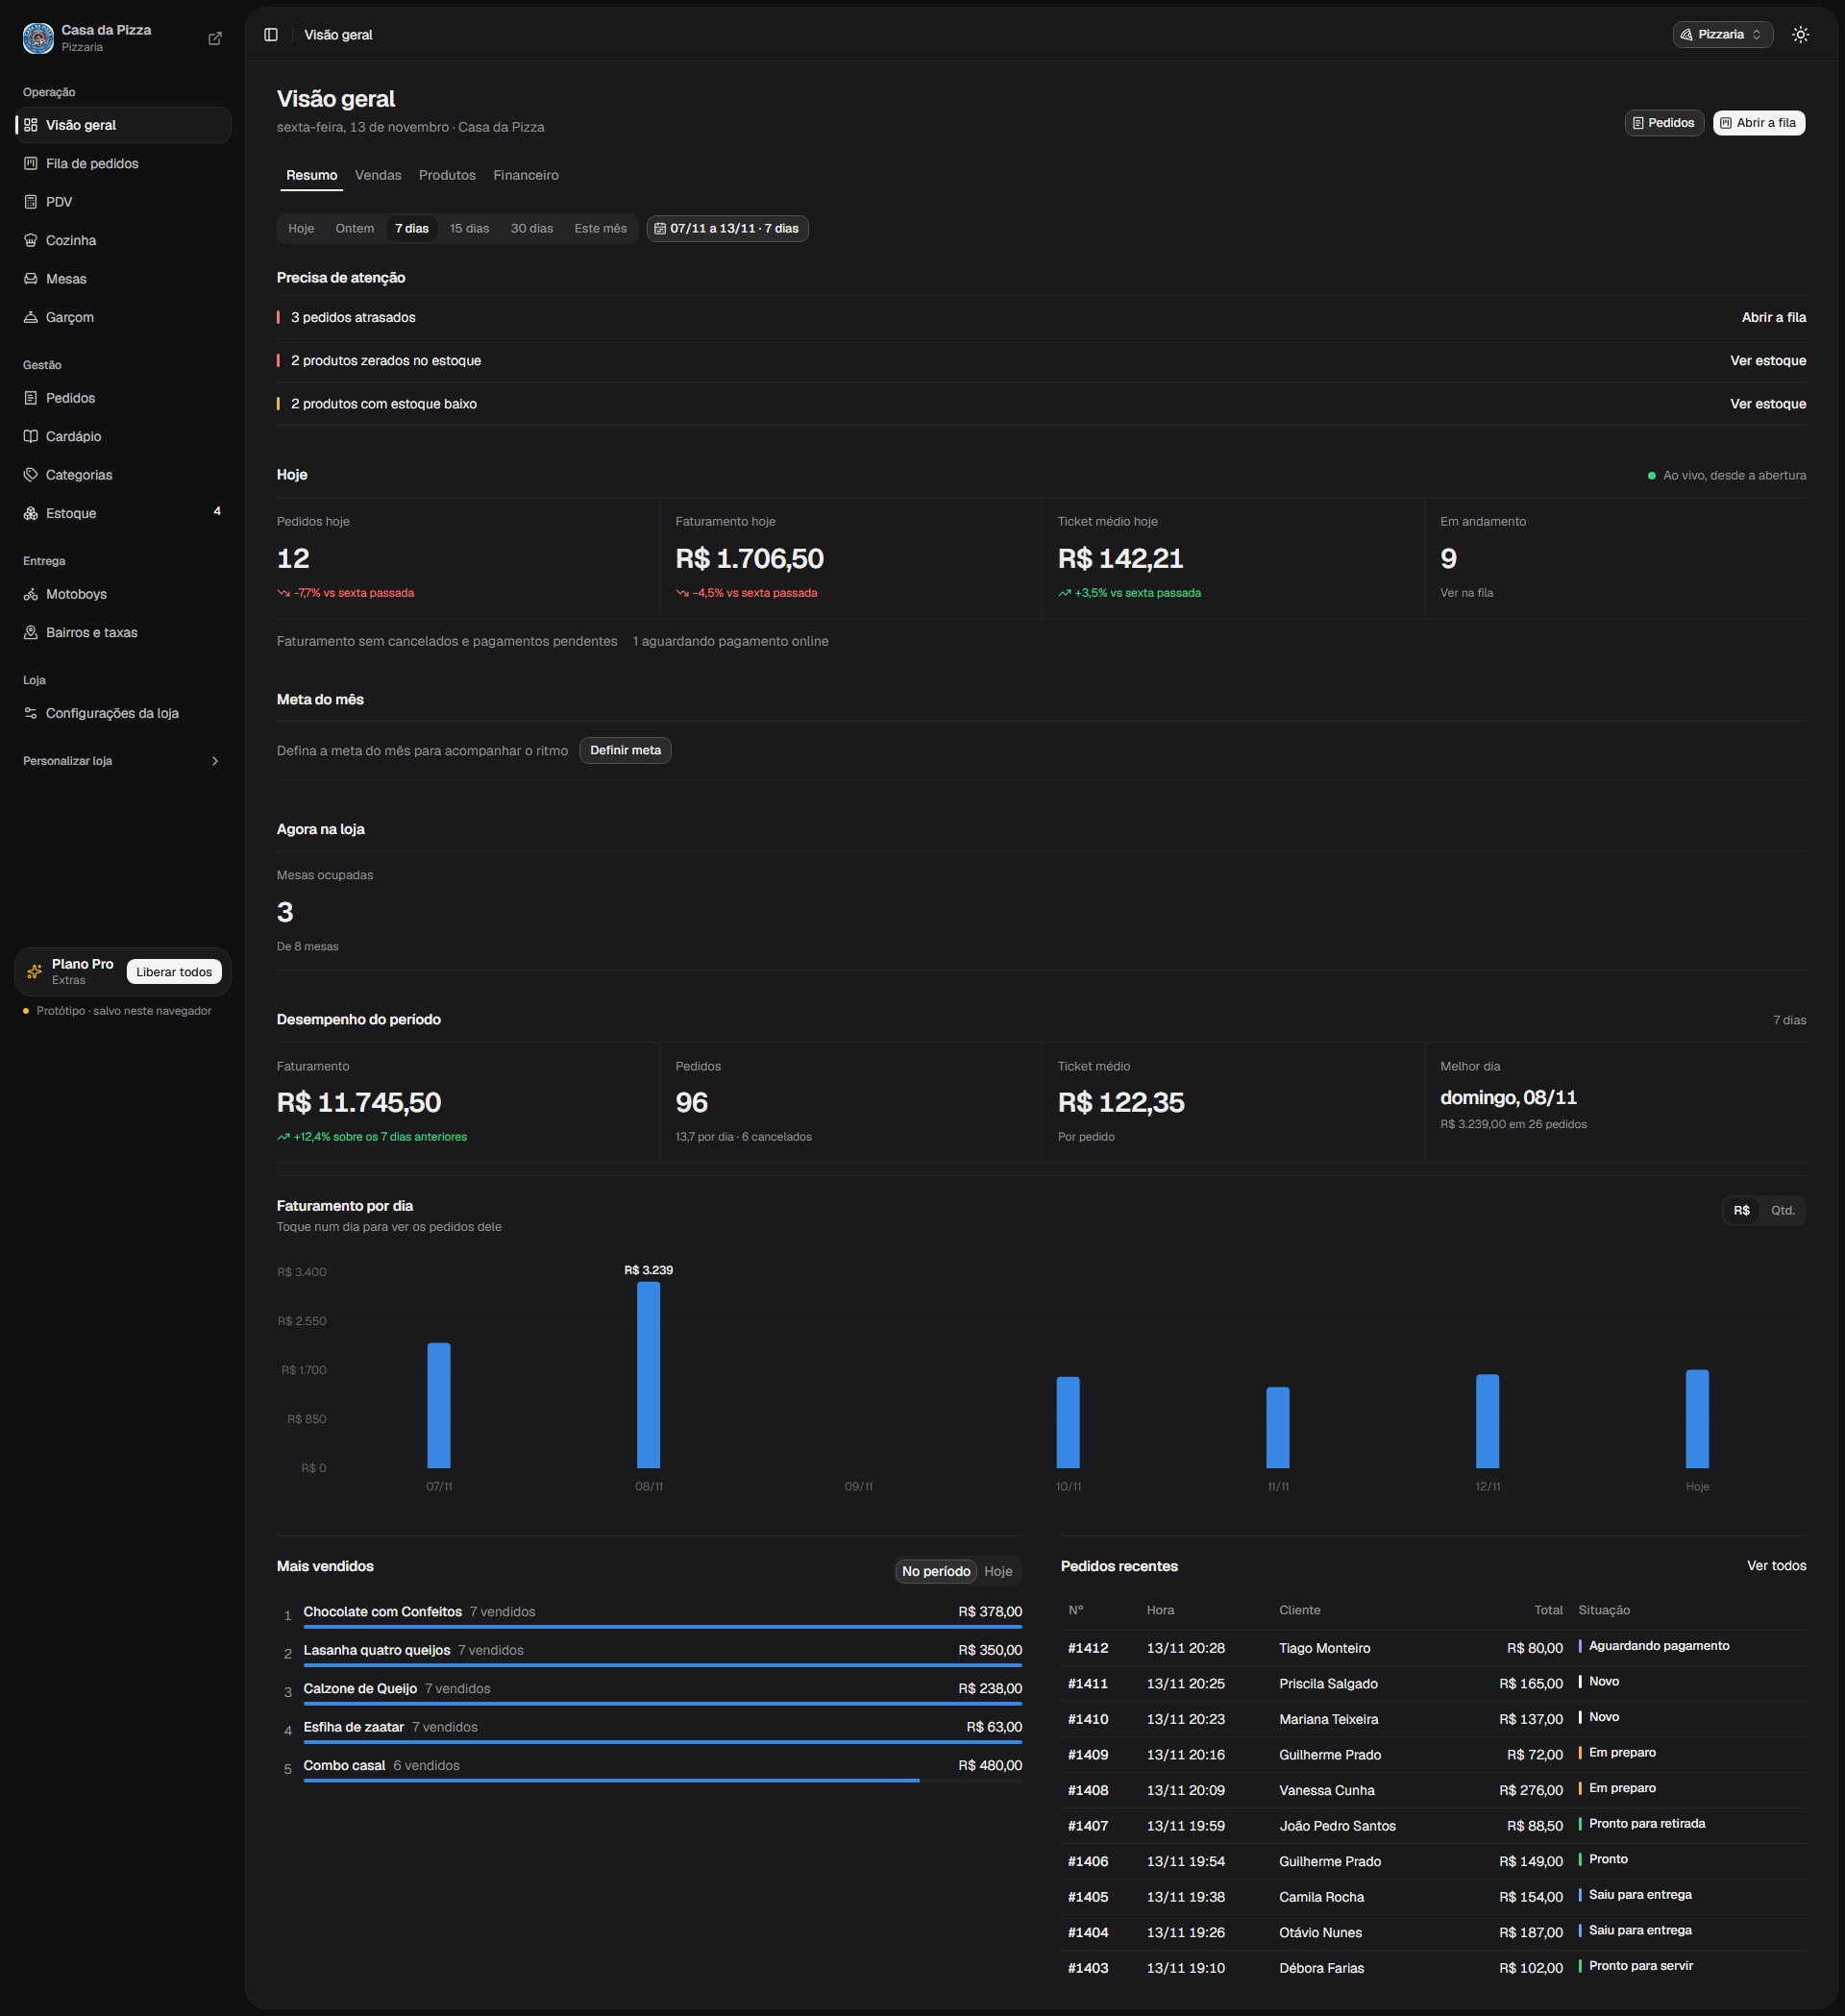 Casa da Pizza
Pizzaria
Operação
Visão geral
Fila de pedidos
PDV
Cozinha
Mesas
Garçom
Gestão
Pedidos
Cardápio
Categorias
Estoque 4
Entrega
Motoboys
Bairros e taxas
Loja
Configurações da loja
Personalizar loja
Plano Pro
Extras
Liberar todos
Protótipo · salvo neste navegador
Visão geral
Pizzaria
Visão geral
sexta-feira, 13 de novembro · Casa da Pizza
Pedidos Abrir a fila
Resumo Vendas Produtos Financeiro
Hoje Ontem 7 dias 15 dias 30 dias Este mês 07/11 a 13/11 · 7 dias
Precisa de atenção
3 pedidos atrasados Abrir a fila
2 produtos zerados no estoque Ver estoque
2 produtos com estoque baixo Ver estoque
Hoje Ao vivo, desde a abertura
Pedidos hoje Faturamento hoje Ticket médio hoje Em andamento
12 R$ 1.706,50 R$ 142,21 9
-7,7% vs sexta passada -4,5% vs sexta passada +3,5% vs sexta passada Ver na fila
Faturamento sem cancelados e pagamentos pendentes 1 aguardando pagamento online
Meta do mês
Defina a meta do mês para acompanhar o ritmo Definir meta
Agora na loja
Mesas ocupadas
3
De 8 mesas
Desempenho do período 7 dias
Faturamento Pedidos Ticket médio Melhor dia
R$ 11.745,50 96 R$ 122,35 domingo, 08/11
+12,4% sobre os 7 dias anteriores 13,7 por dia · 6 cancelados Por pedido R$ 3.239,00 em 26 pedidos
Faturamento por dia
Toque num dia para ver os pedidos dele
R$ Qtd.
R$ 3.239
R$ 3.400
R$ 2.550
R$ 1.700
R$ 850
R$ 0
07/11 08/11 09/11 10/11 11/11 12/11 Hoje
Mais vendidos No período Hoje
1 Chocolate com Confeitos 7 vendidos R$ 378,00
2 Lasanha quatro queijos 7 vendidos R$ 350,00
3 Calzone de Queijo 7 vendidos R$ 238,00
4 Esfiha de zaatar 7 vendidos R$ 63,00
5 Combo casal 6 vendidos R$ 480,00
Pedidos recentes Ver todos
Nº Hora Cliente Total Situação
#1412 13/11 20:28 Tiago Monteiro R$ 80,00 Aguardando pagamento
#1411 13/11 20:25 Priscila Salgado R$ 165,00 Novo
#1410 13/11 20:23 Mariana Teixeira R$ 137,00 Novo
#1409 13/11 20:16 Guilherme Prado R$ 72,00 Em preparo
#1408 13/11 20:09 Vanessa Cunha R$ 276,00 Em preparo
#1407 13/11 19:59 João Pedro Santos R$ 88,50 Pronto para retirada
#1406 13/11 19:54 Guilherme Prado R$ 149,00 Pronto
#1405 13/11 19:38 Camila Rocha R$ 154,00 Saiu para entrega
#1404 13/11 19:26 Otávio Nunes R$ 187,00 Saiu para entrega
#1403 13/11 19:10 Débora Farias R$ 102,00 Pronto para servir